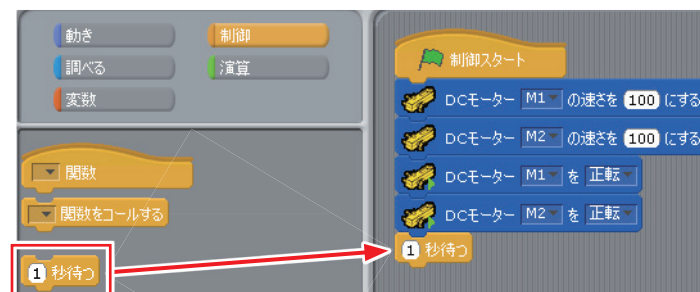 動き
制御
調べる
演算
変数
関数
関数をコールする
1 秒待つ
制御スタート
DCモーター M1 の速さを 100 にする
DCモーター M2 の速さを 100 にする
DCモーター M1 を 正転
DCモーター M2 を 正転
1 秒待つ